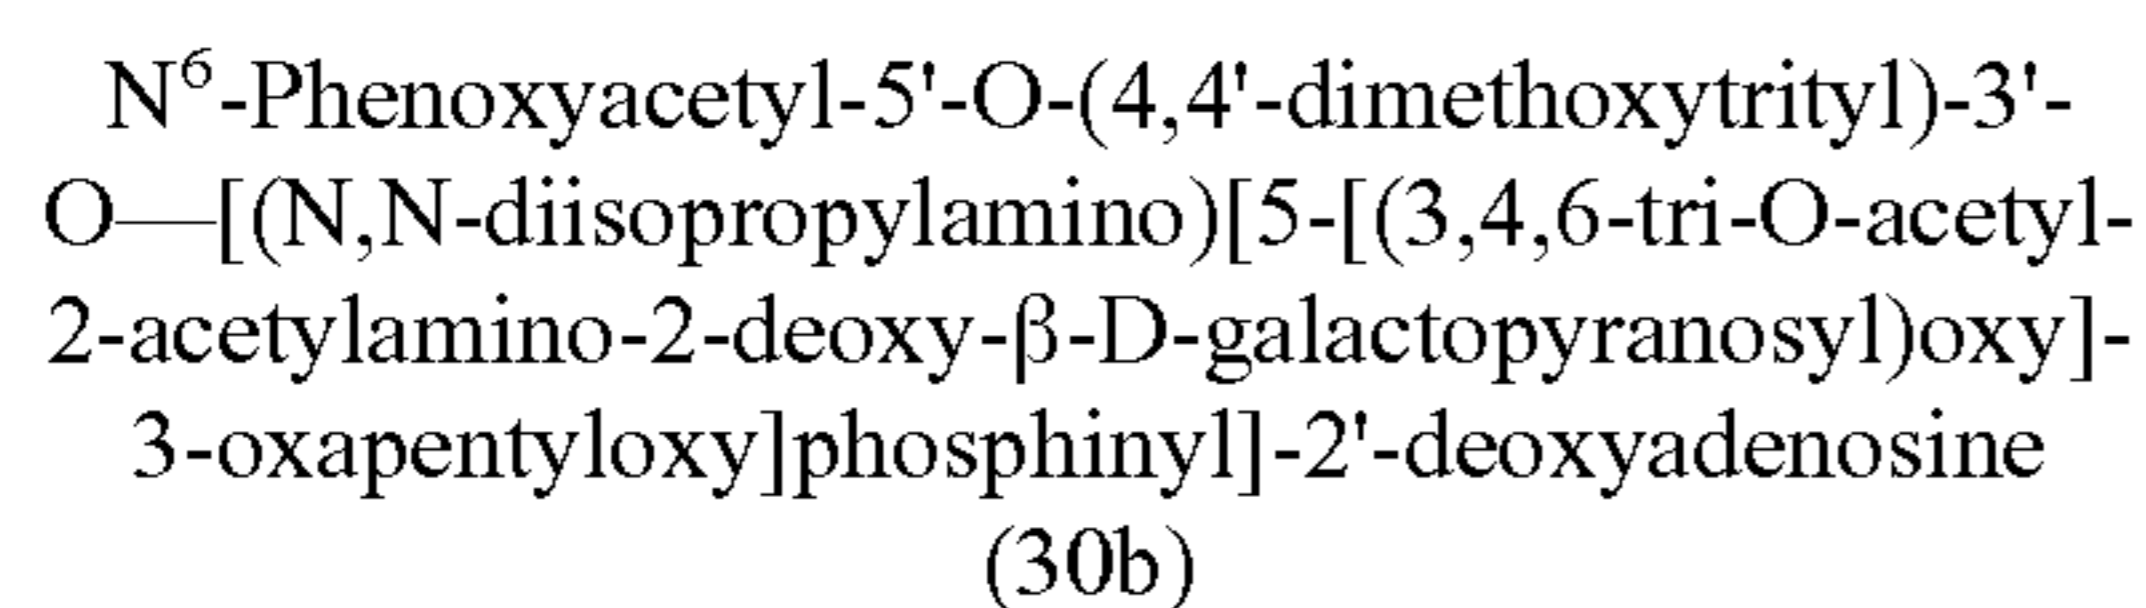 N⁶-Phenoxyacetyl-5'-O-(4,4'-dimethoxytrityl)-3'-
O—[(N,N-diisopropylamino)[5-[(3,4,6-tri-O-acetyl-
2-acetylamino-2-deoxy-β-D-galactopyranosyl)oxy]-
3-oxapentyloxy]phosphinyl]-2'-deoxyadenosine
(30b)